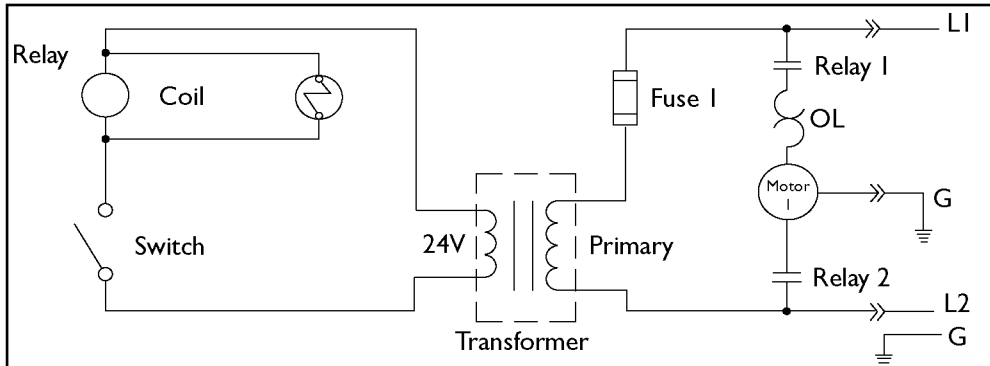 Relay
Coil
Switch
24V
Transformer
Primary
Fuse 1
Relay 1
OL
Motor
1
Relay 2
L1
G
L2
G